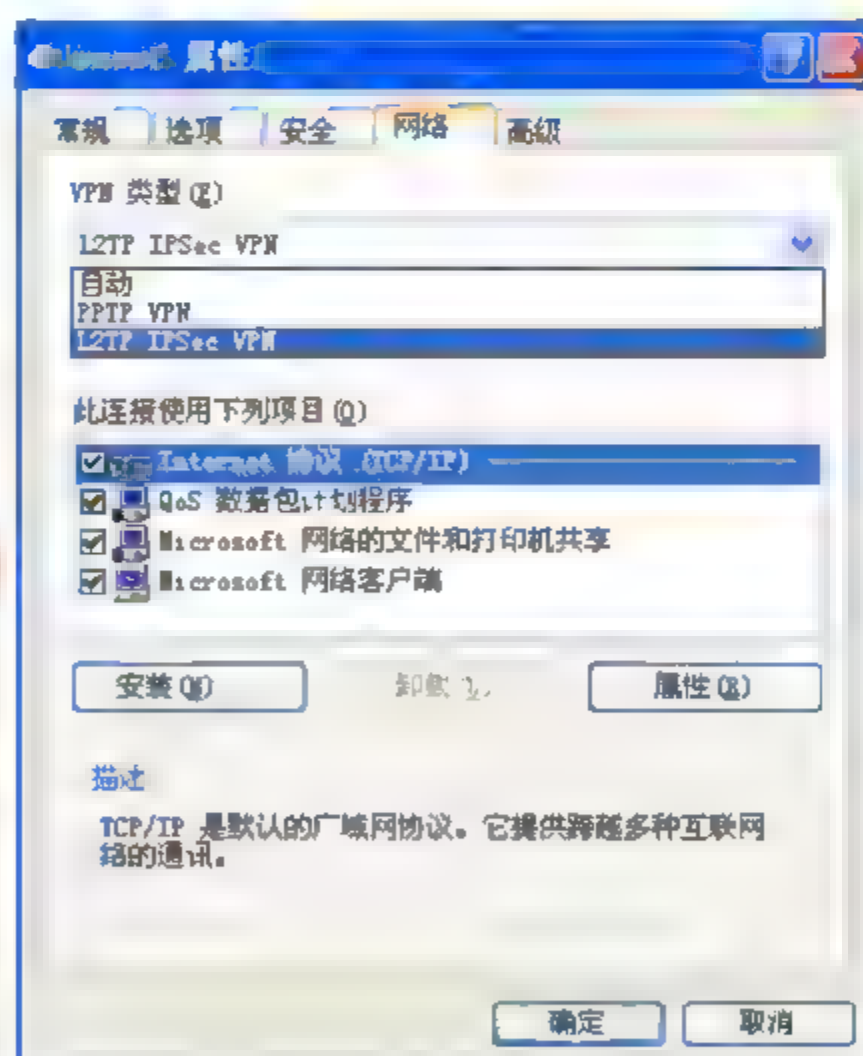 属性
常规 选项 安全 网络 高级
VPN 类型(E)
L2TP IPSec VPN
自动
PPTP VPN
L2TP IPSec VPN
此连接使用下列项目(O)
Internet 协议 (TCP/IP)
QoS 数据包计划程序
Microsoft 网络的文件和打印机共享
Microsoft 网络客户端
安装(N) 卸载 属性(R)
描述
TCP/IP 是默认的广域网协议。它提供跨越多种互联网
络的通讯。
确定 取消